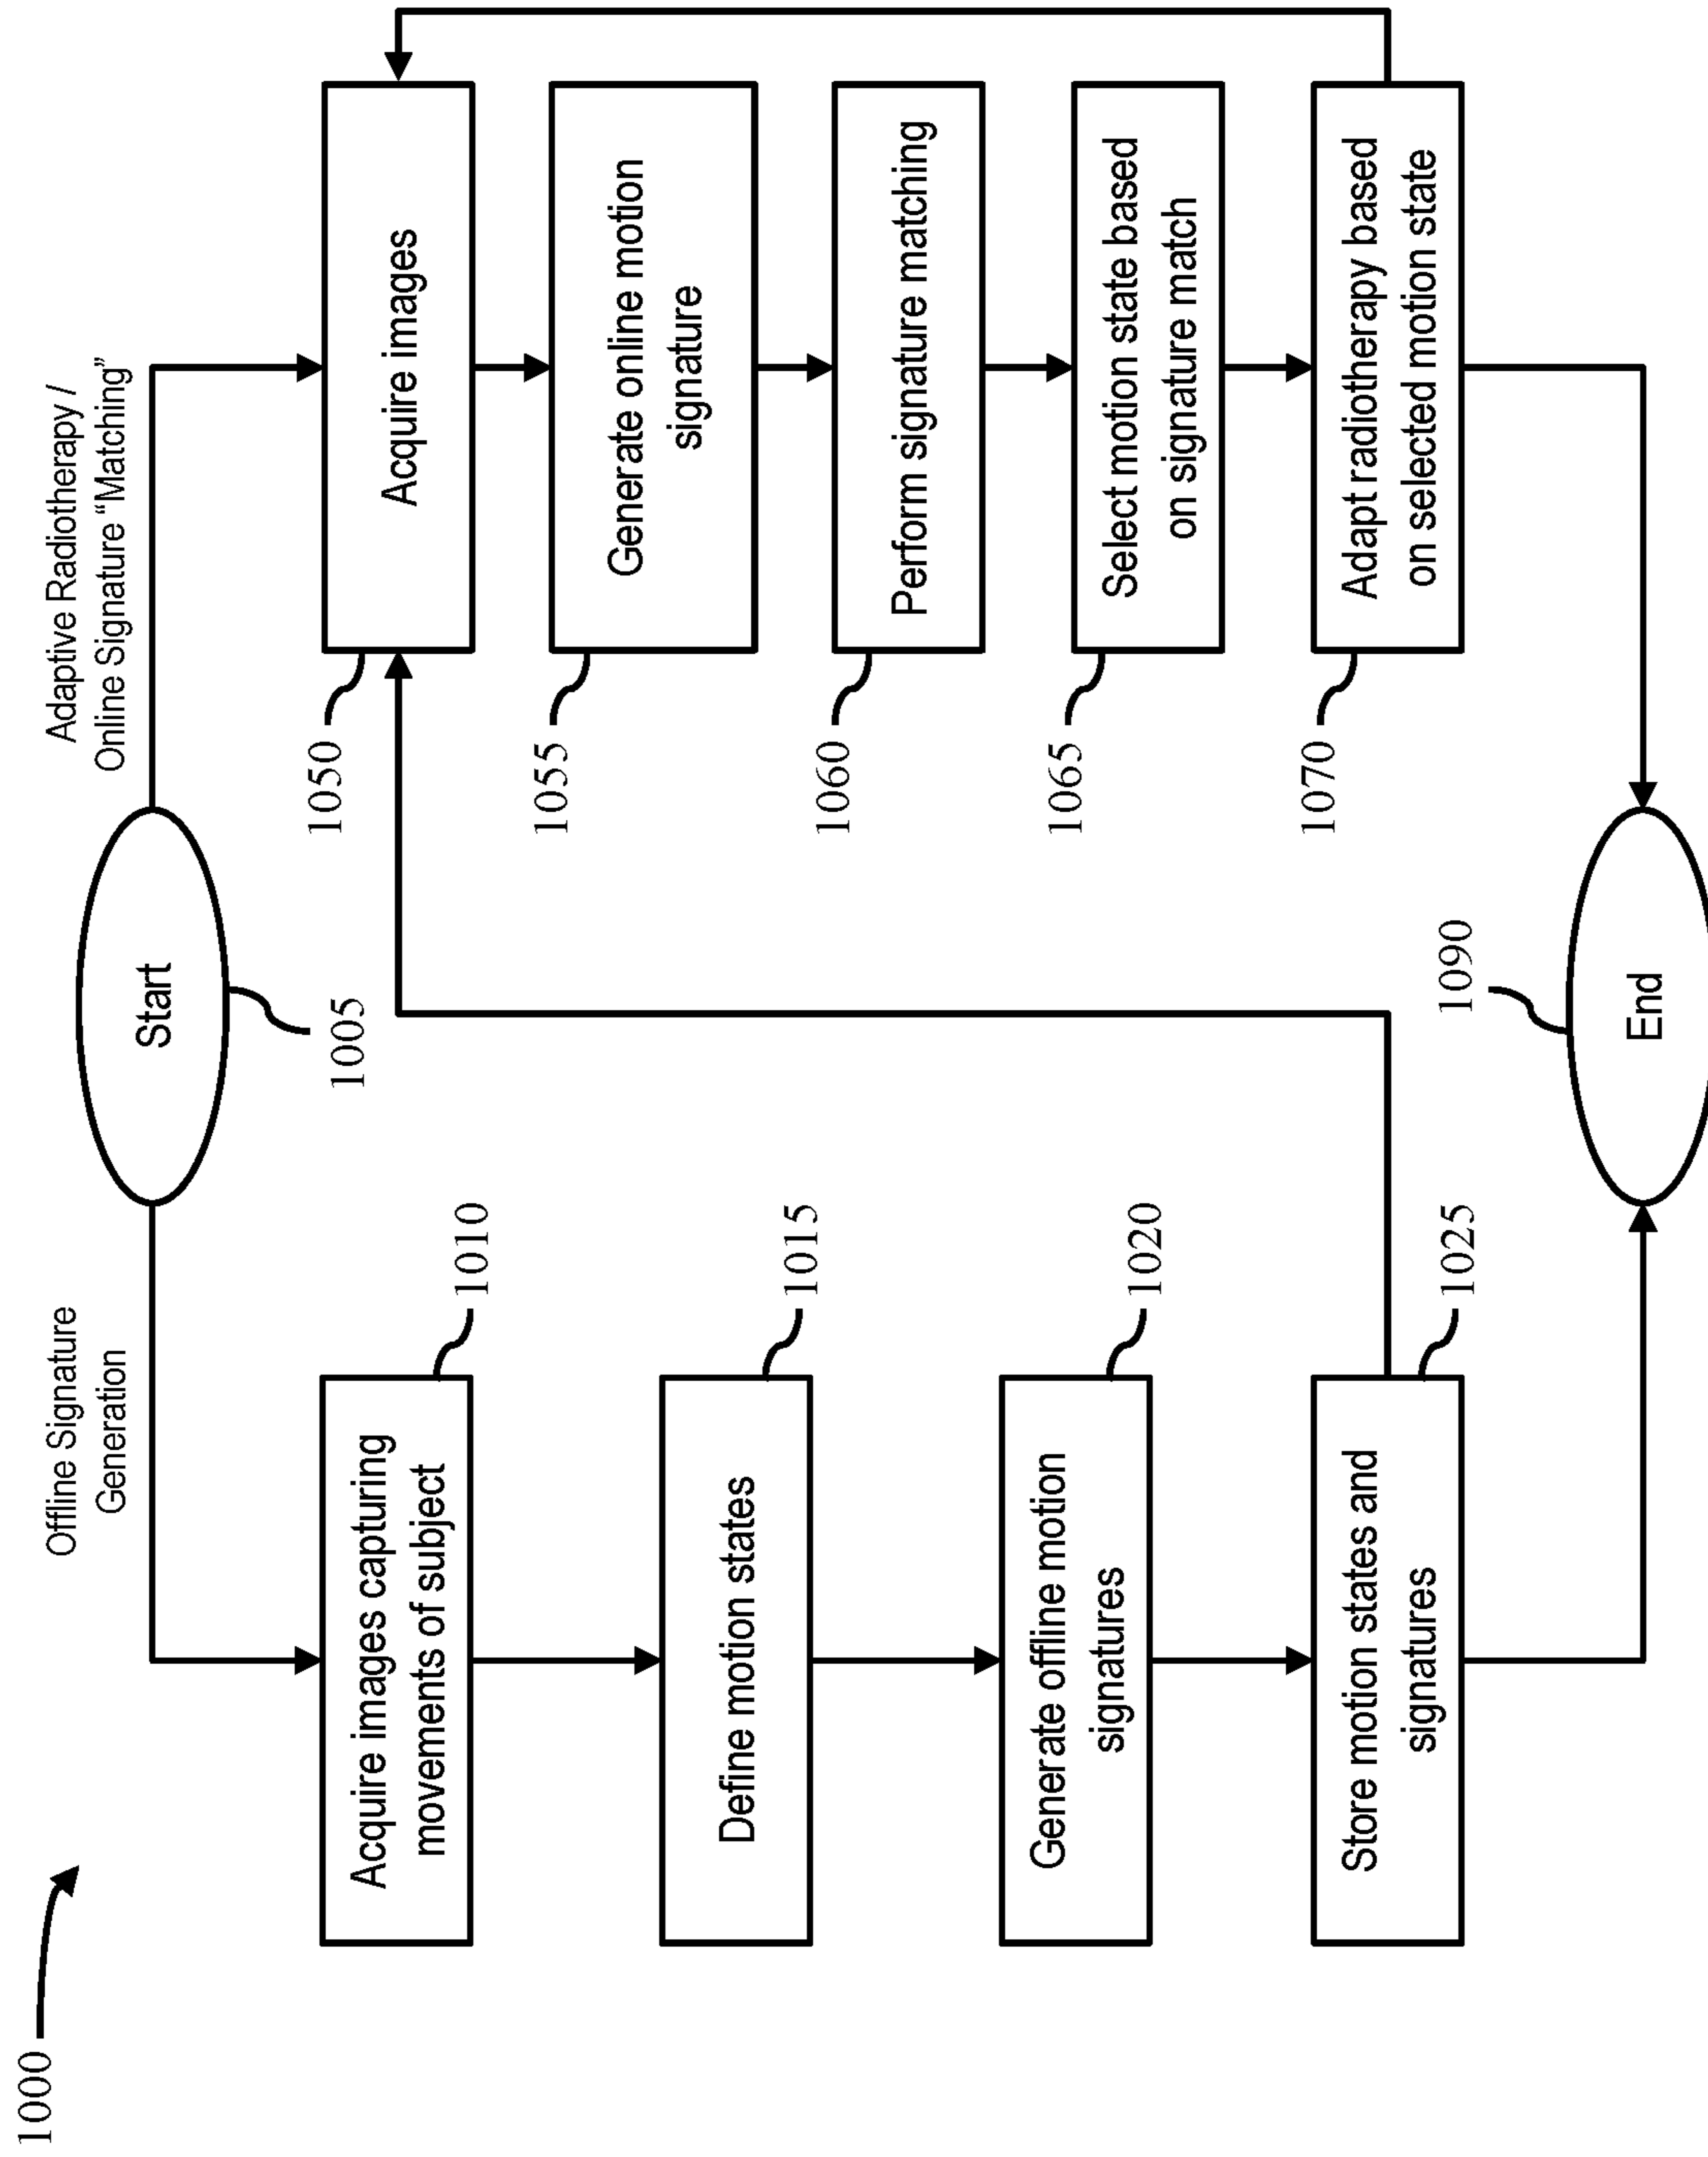 1000
Offline Signature
Generation
Adaptive Radiotherapy /
Online Signature “Matching”
Start
1005
Acquire images capturing
movements of subject
1010
Define motion states
1015
Generate offline motion
signatures
1020
Store motion states and
signatures
1025
1050
Acquire images
1055
Generate online motion
signature
1060
Perform signature matching
1065
Select motion state based
on signature match
1070
Adapt radiotherapy based
on selected motion state
1090
End